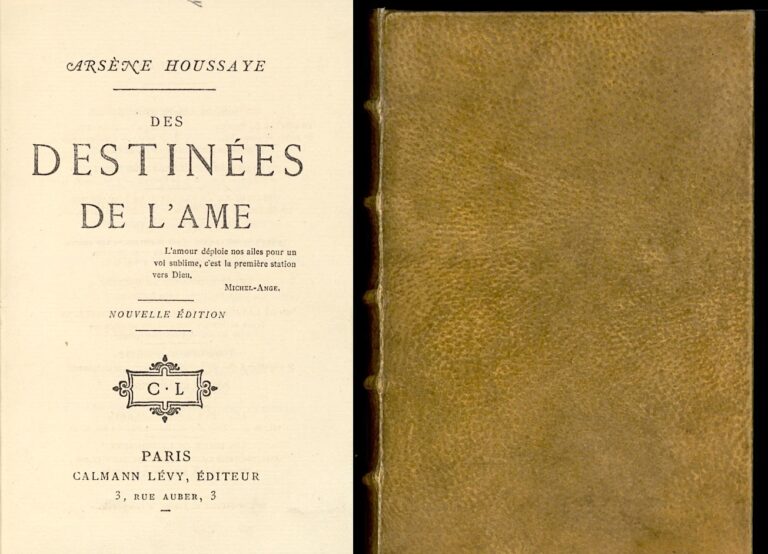 ARSÈNE HOUSSAYE
DES
DESTINÉES
DE L'AME
L'amour déploie nos ailes pour un
vol sublime, c'est la première station
vers Dieu.
MICHEL-ANGE.
NOUVELLE ÉDITION
C·L
PARIS
CALMANN LÉVY, ÉDITEUR
3, RUE AUBER, 3